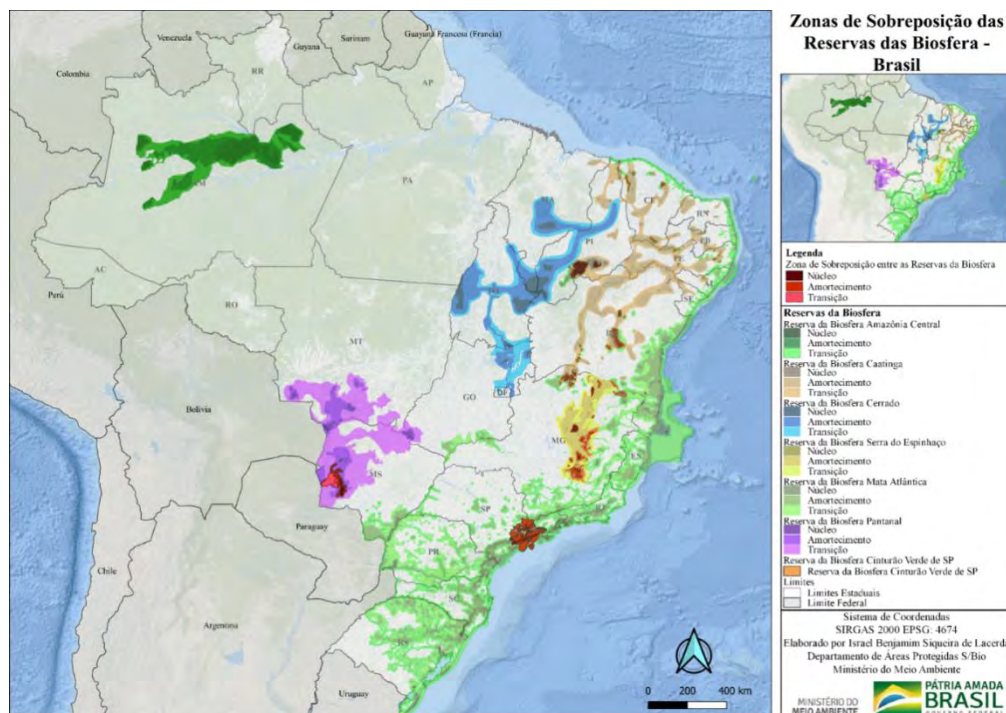 Venezuela
Guyana
Surinam
Guayana Francesa (Francia)
Colombia
RR
AP
AM
PA
MA
CE
RN
PB
PE
PI
AL
SE
AC
Perú
RO
TO
MT
BA
DF
GO
Bolivia
MG
ES
MS
SP
RJ
Paraguay
PR
Chile
SC
Argentina
RS
Uruguay
0 200 400 km
Zonas de Sobreposição das
Reservas das Biosfera -
Brasil
Legenda
Zona de Sobreposição entre as Reservas da Biosfera
Núcleo
Amortecimento
Transição
Reservas da Biosfera
Reserva da Biosfera Amazônia Central
Núcleo
Amortecimento
Transição
Reserva da Biosfera Caatinga
Núcleo
Amortecimento
Transição
Reserva da Biosfera Cerrado
Núcleo
Amortecimento
Transição
Reserva da Biosfera Serra do Espinhaço
Núcleo
Amortecimento
Transição
Reserva da Biosfera Mata Atlântica
Núcleo
Amortecimento
Transição
Reserva da Biosfera Pantanal
Núcleo
Amortecimento
Transição
Reserva da Biosfera Cinturão Verde de SP
Reserva da Biosfera Cinturão Verde de SP
Limites
Limites Estaduais
Limite Federal
Sistema de Coordenadas
SIRGAS 2000 EPSG: 4674
Elaborado por Israel Benjamim Siqueira de Lacerda
Departamento de Áreas Protegidas S/Bio
Ministério do Meio Ambiente
MINISTÉRIO DO
MEIO AMBIENTE
PÁTRIA AMADA
BRASIL
GOVERNO FEDERAL